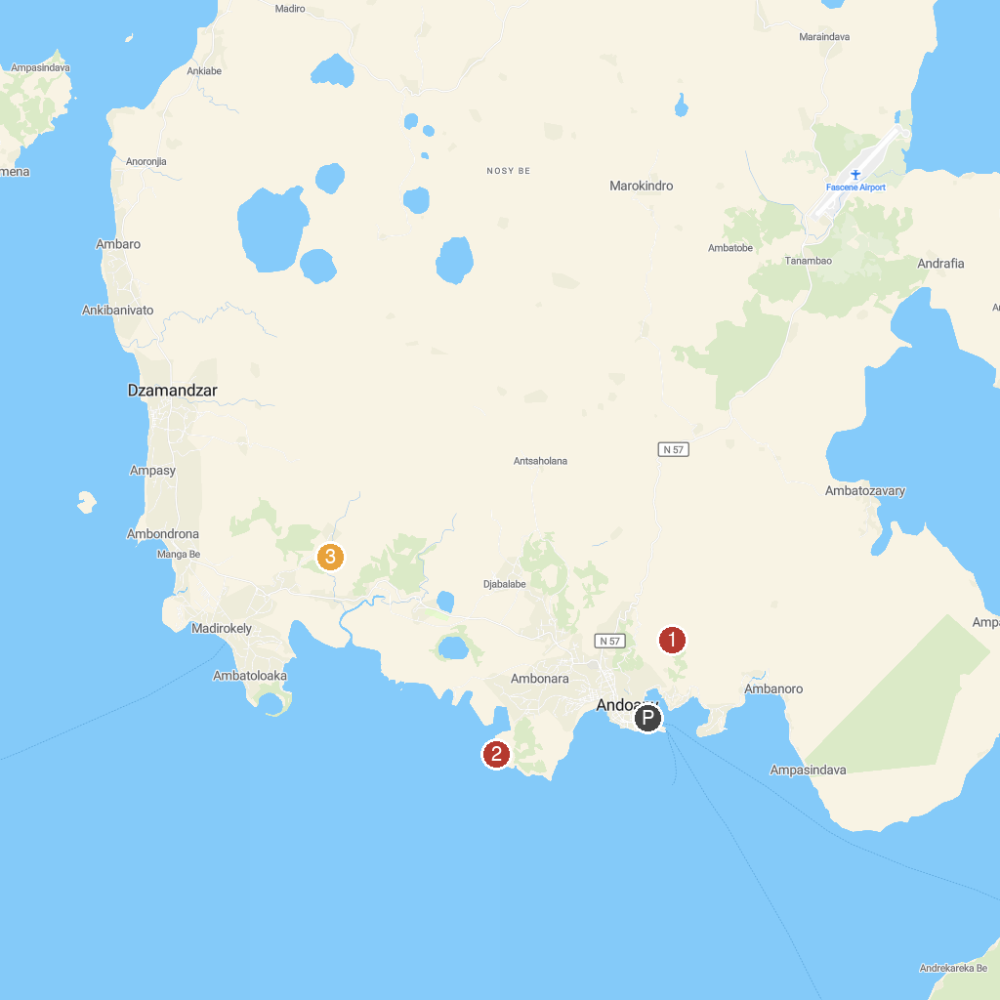 Madiro
Maraindava
Ampasindava
Ankiabe
Anoronjia
mena
NOSY BE
Marokindro
Fascene Airport
Ambaro
Ambatobe
Tanambao
Andrafia
Ankibanivato
Dzamandzar
N 57
Antsaholana
Ampasy
Ambatozavary
Ambondrona
Manga Be
3
Djabalabe
Madirokely
N 57
1
Ambatoloaka
Ambonara
Ambanoro
P
2
Ampasindava
Andrekareka Be